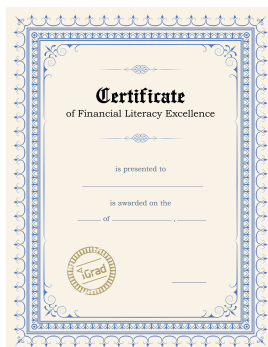 Certificate
of Financial Literacy Excellence
is presented to
is awarded on the
of ,
iGrad